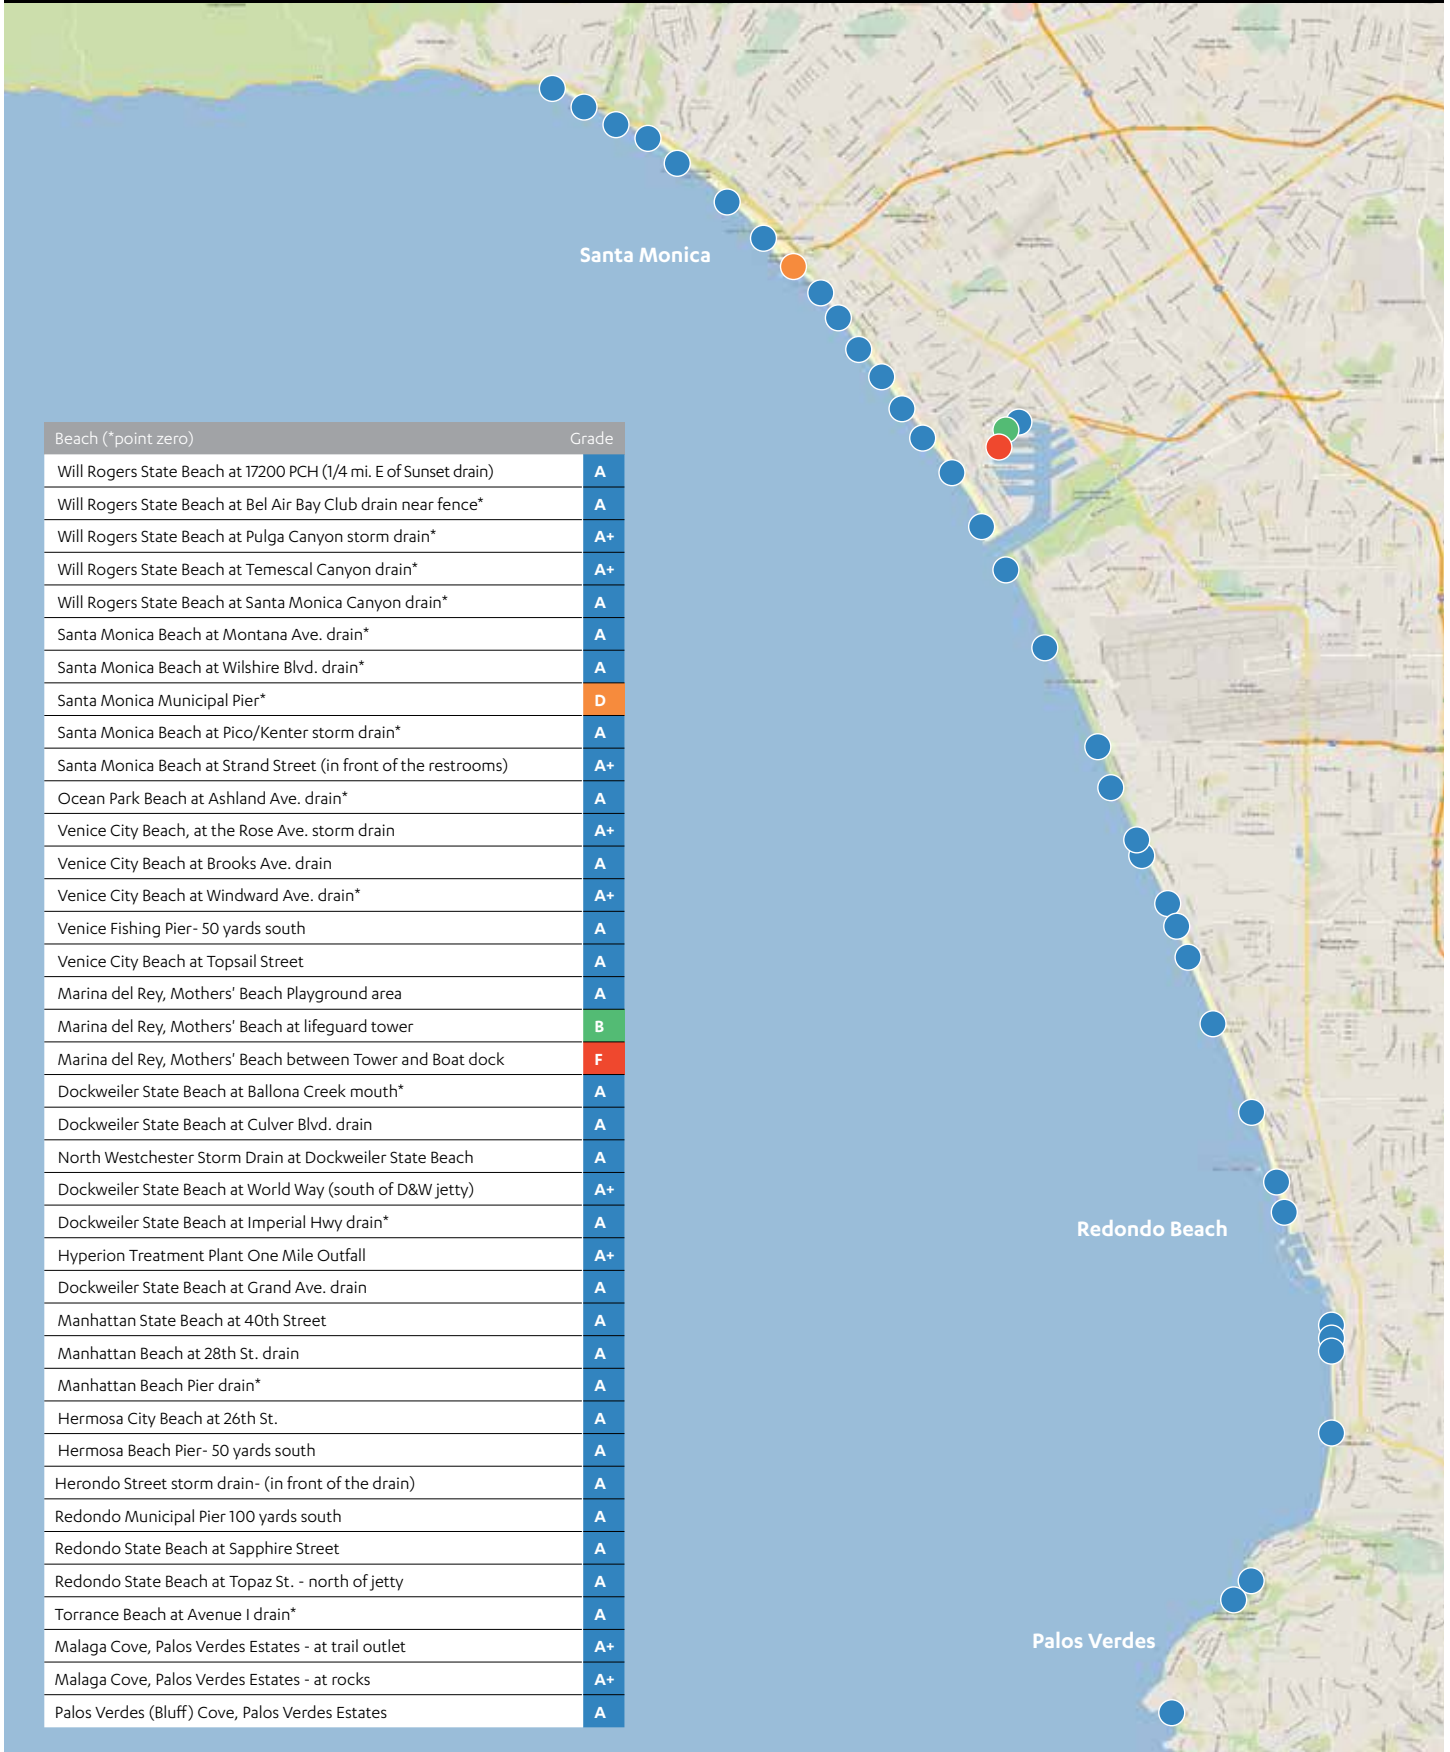 Santa Monica
Beach (*point zero) Grade
Will Rogers State Beach at 17200 PCH (1/4 mi. E of Sunset drain) A
Will Rogers State Beach at Bel Air Bay Club drain near fence* A
Will Rogers State Beach at Pulga Canyon storm drain* A+
Will Rogers State Beach at Temescal Canyon drain* A+
Will Rogers State Beach at Santa Monica Canyon drain* A
Santa Monica Beach at Montana Ave. drain* A
Santa Monica Beach at Wilshire Blvd. drain* A
Santa Monica Municipal Pier* D
Santa Monica Beach at Pico/Kenter storm drain* A
Santa Monica Beach at Strand Street (in front of the restrooms) A+
Ocean Park Beach at Ashland Ave. drain* A
Venice City Beach, at the Rose Ave. storm drain A+
Venice City Beach at Brooks Ave. drain A
Venice City Beach at Windward Ave. drain* A+
Venice Fishing Pier- 50 yards south A
Venice City Beach at Topsail Street A
Marina del Rey, Mothers' Beach Playground area A
Marina del Rey, Mothers' Beach at lifeguard tower B
Marina del Rey, Mothers' Beach between Tower and Boat dock F
Dockweiler State Beach at Ballona Creek mouth* A
Dockweiler State Beach at Culver Blvd. drain A
North Westchester Storm Drain at Dockweiler State Beach A
Dockweiler State Beach at World Way (south of D&W jetty) A+
Dockweiler State Beach at Imperial Hwy drain* A
Hyperion Treatment Plant One Mile Outfall A+
Dockweiler State Beach at Grand Ave. drain A
Manhattan State Beach at 40th Street A
Manhattan Beach at 28th St. drain A
Manhattan Beach Pier drain* A
Hermosa City Beach at 26th St. A
Hermosa Beach Pier- 50 yards south A
Herondo Street storm drain- (in front of the drain) A
Redondo Municipal Pier 100 yards south A
Redondo State Beach at Sapphire Street A
Redondo State Beach at Topaz St. - north of jetty A
Torrance Beach at Avenue I drain* A
Malaga Cove, Palos Verdes Estates - at trail outlet A+
Malaga Cove, Palos Verdes Estates - at rocks A+
Palos Verdes (Bluff) Cove, Palos Verdes Estates A
Redondo Beach
Palos Verdes